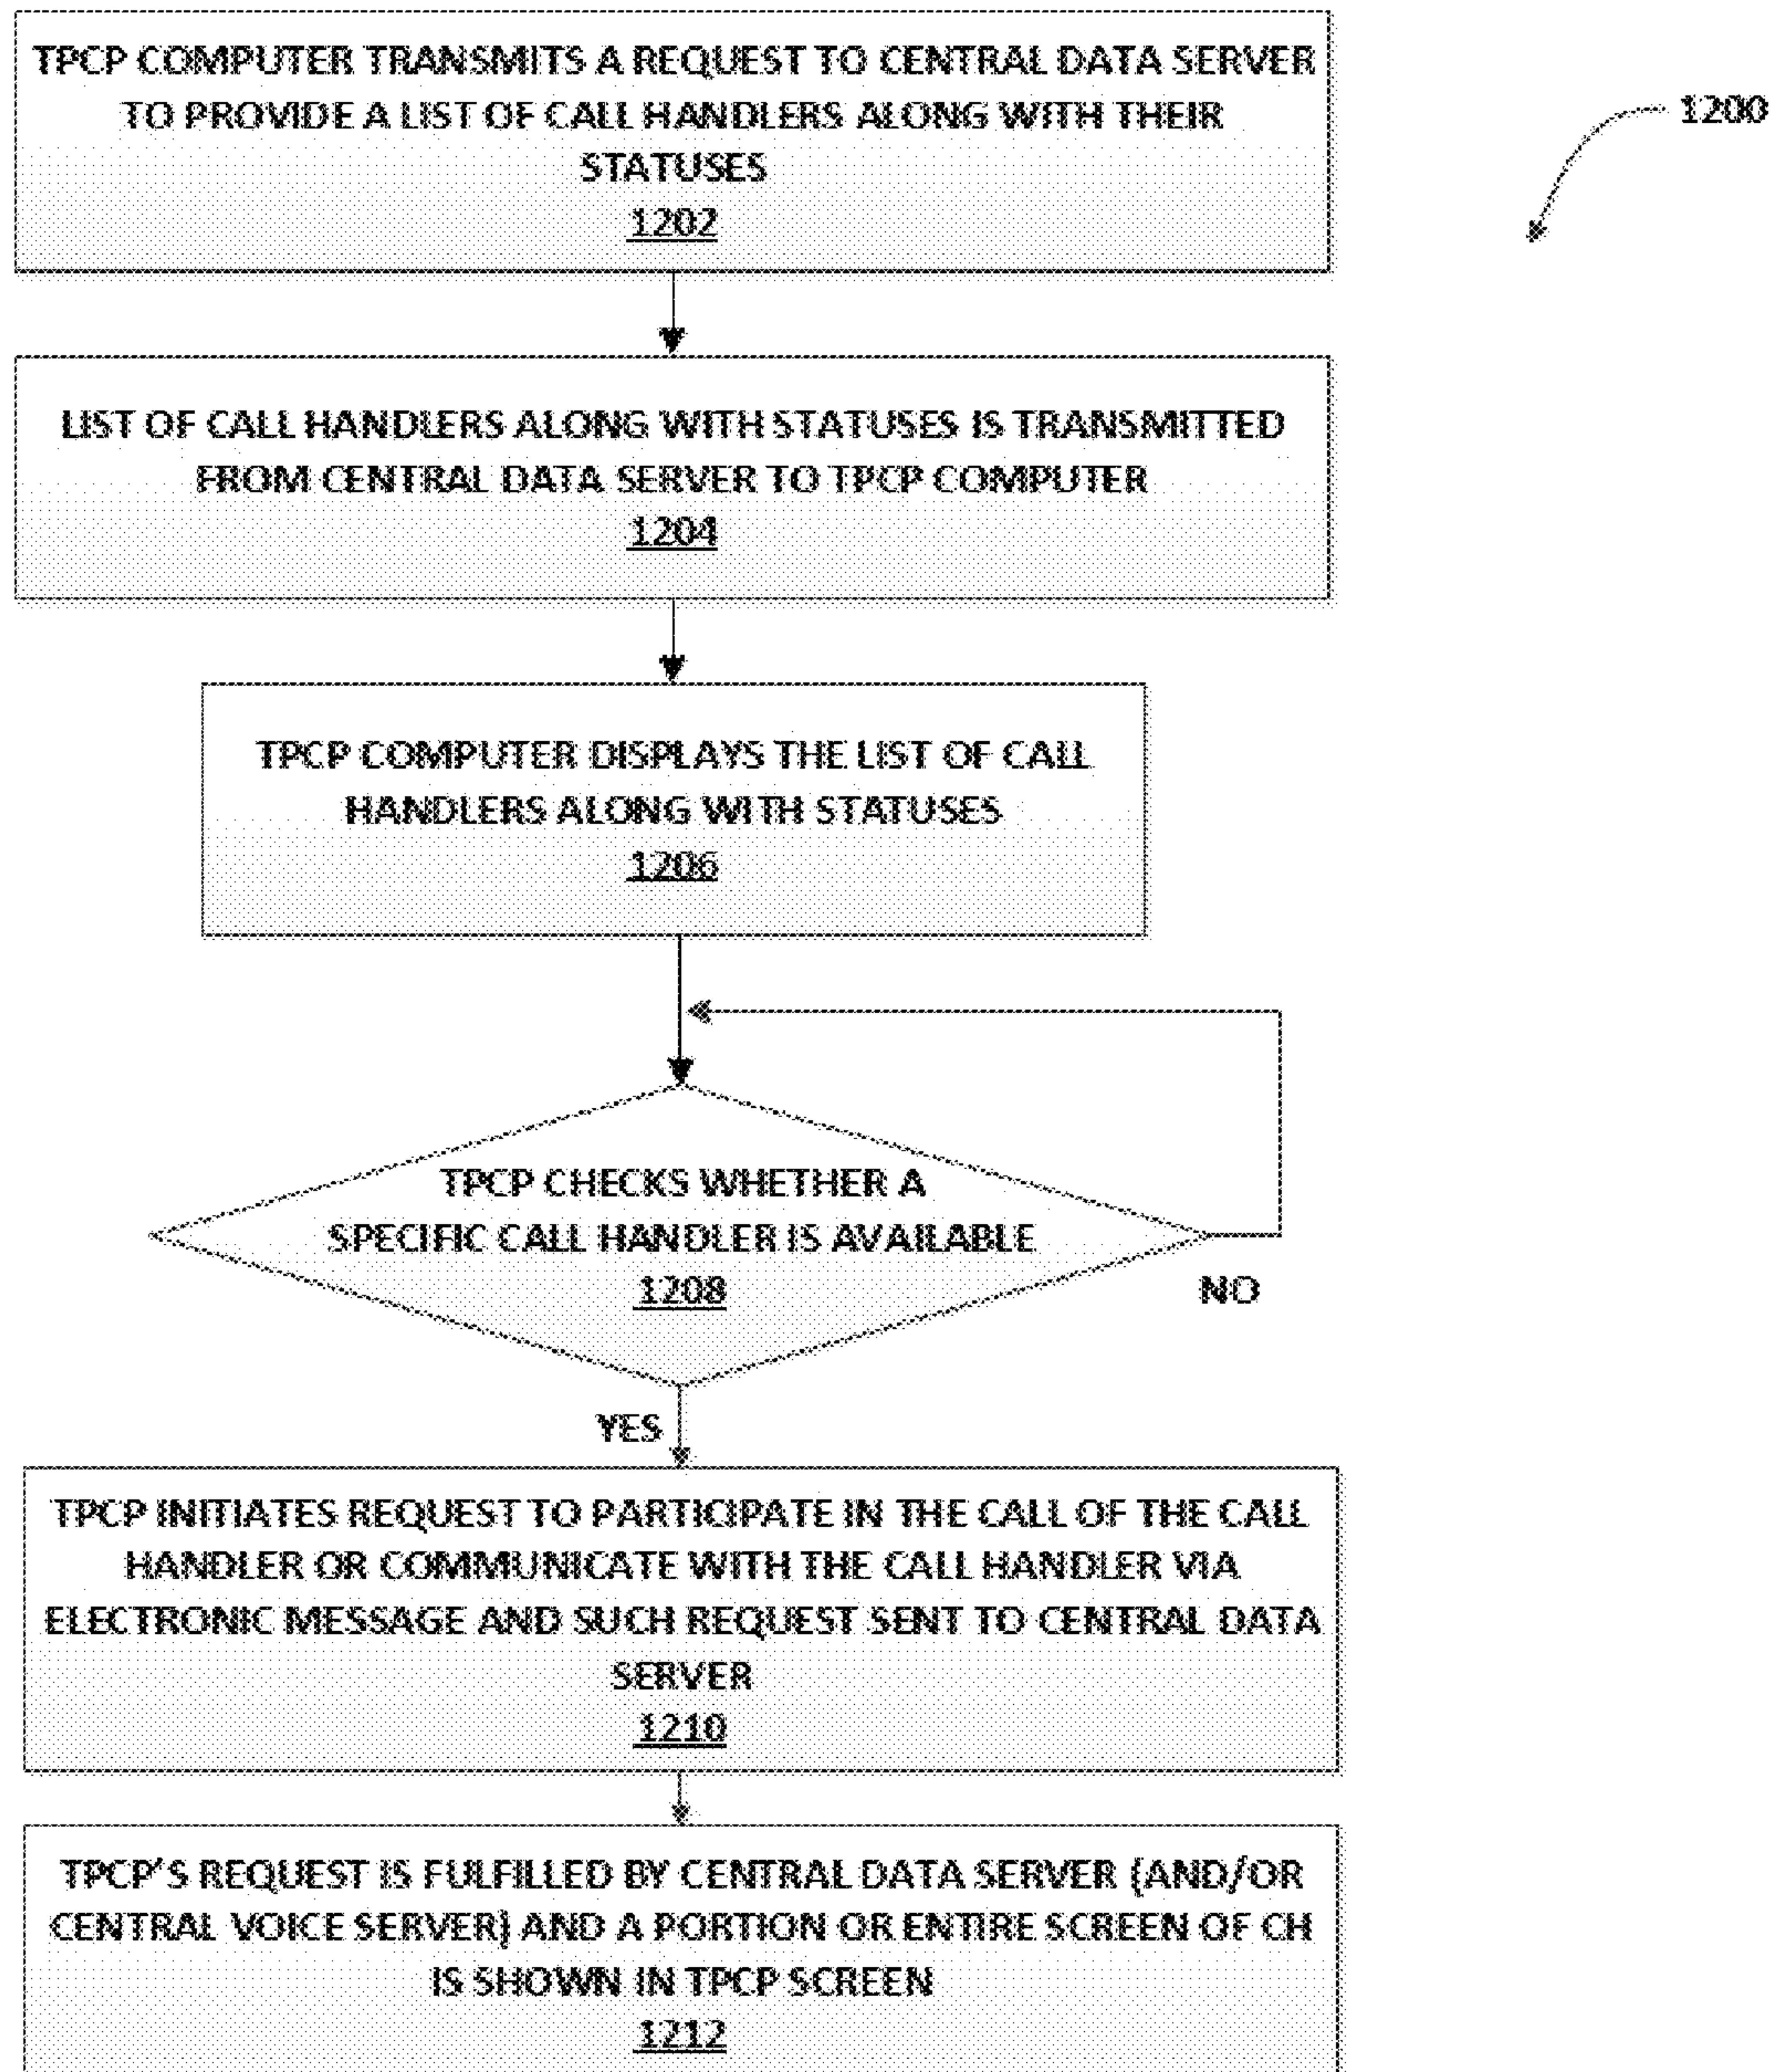 TPCP COMPUTER TRANSMITS A REQUEST TO CENTRAL DATA SERVER
TO PROVIDE A LIST OF CALL HANDLERS ALONG WITH THEIR
STATUSES
1202
1200
LIST OF CALL HANDLERS ALONG WITH STATUSES IS TRANSMITTED
FROM CENTRAL DATA SERVER TO TPCP COMPUTER
1204
TPCP COMPUTER DISPLAYS THE LIST OF CALL
HANDLERS ALONG WITH STATUSES
1206
TPCP CHECKS WHETHER A
SPECIFIC CALL HANDLER IS AVAILABLE
1208
NO
YES
TPCP INITIATES REQUEST TO PARTICIPATE IN THE CALL OF THE CALL
HANDLER OR COMMUNICATE WITH THE CALL HANDLER VIA
ELECTRONIC MESSAGE AND SUCH REQUEST SENT TO CENTRAL DATA
SERVER
1210
TPCP'S REQUEST IS FULFILLED BY CENTRAL DATA SERVER (AND/OR
CENTRAL VOICE SERVER) AND A PORTION OR ENTIRE SCREEN OF CH
IS SHOWN IN TPCP SCREEN
1212